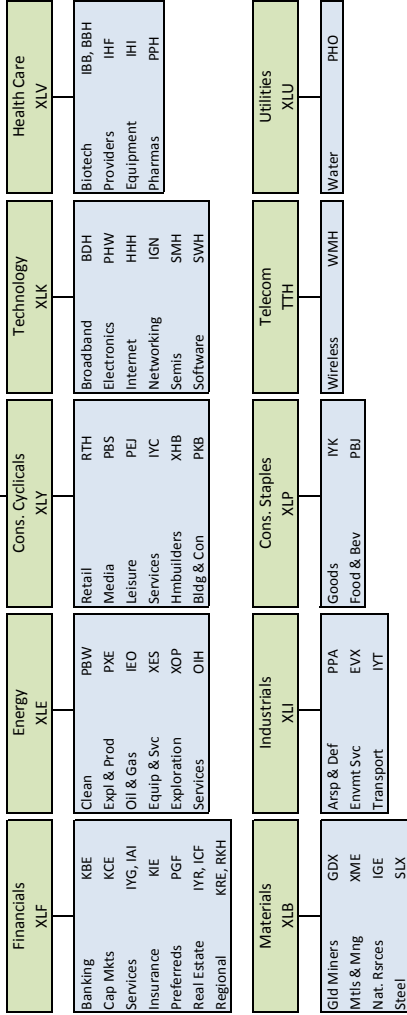 Financials
XLF
Banking KBE
Cap Mkts KCE
Services IYG, IAI
Insurance KIE
Preferreds PGF
Real Estate IYR, ICF
Regional KRE, RKH
Energy
XLE
Clean PBW
Expl & Prod PXE
Oil & Gas IEO
Equip & Svc XES
Exploration XOP
Services OIH
Cons. Cyclicals
XLY
Retail RTH
Media PBS
Leisure PEJ
Services IYC
Hmbuilders XHB
Bldg & Con PKB
Technology
XLK
Broadband BDH
Electronics PHW
Internet HHH
Networking IGN
Semis SMH
Software SWH
Health Care
XLV
Biotech IBB, BBH
Providers IHF
Equipment IHI
Pharmas PPH
Materials
XLB
Gld Miners GDX
Mtls & Mng XME
Nat. Rsrces IGE
Steel SLX
Industrials
XLI
Arsp & Def PPA
Envmt Svc EVX
Transport IYT
Cons. Staples
XLP
Goods IYK
Food & Bev PBJ
Telecom
TTH
Wireless WMH
Utilities
XLU
Water PHO